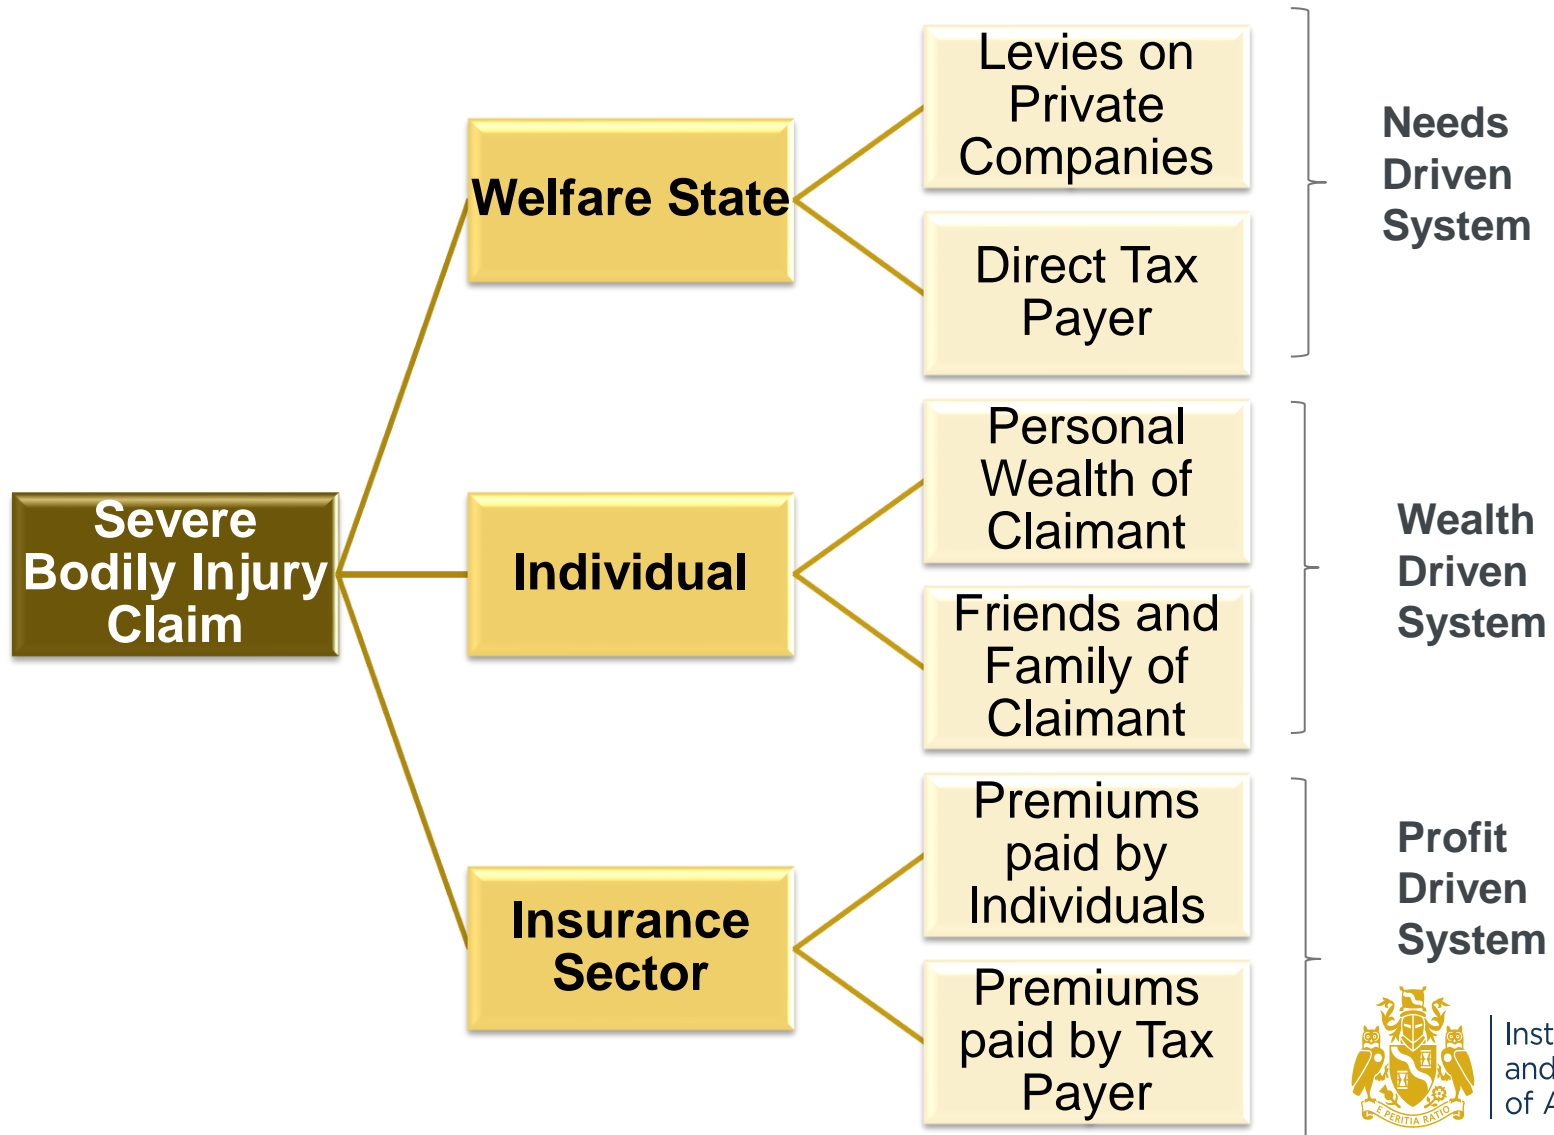 Severe
Bodily Injury
Claim
Welfare State
Levies on
Private
Companies
Direct Tax
Payer
Needs
Driven
System
Individual
Personal
Wealth of
Claimant
Friends and
Family of
Claimant
Wealth
Driven
System
Insurance
Sector
Premiums
paid by
Individuals
Premiums
paid by Tax
Payer
Profit
Driven
System
E PERITIA RATIO
Inst
and
of A